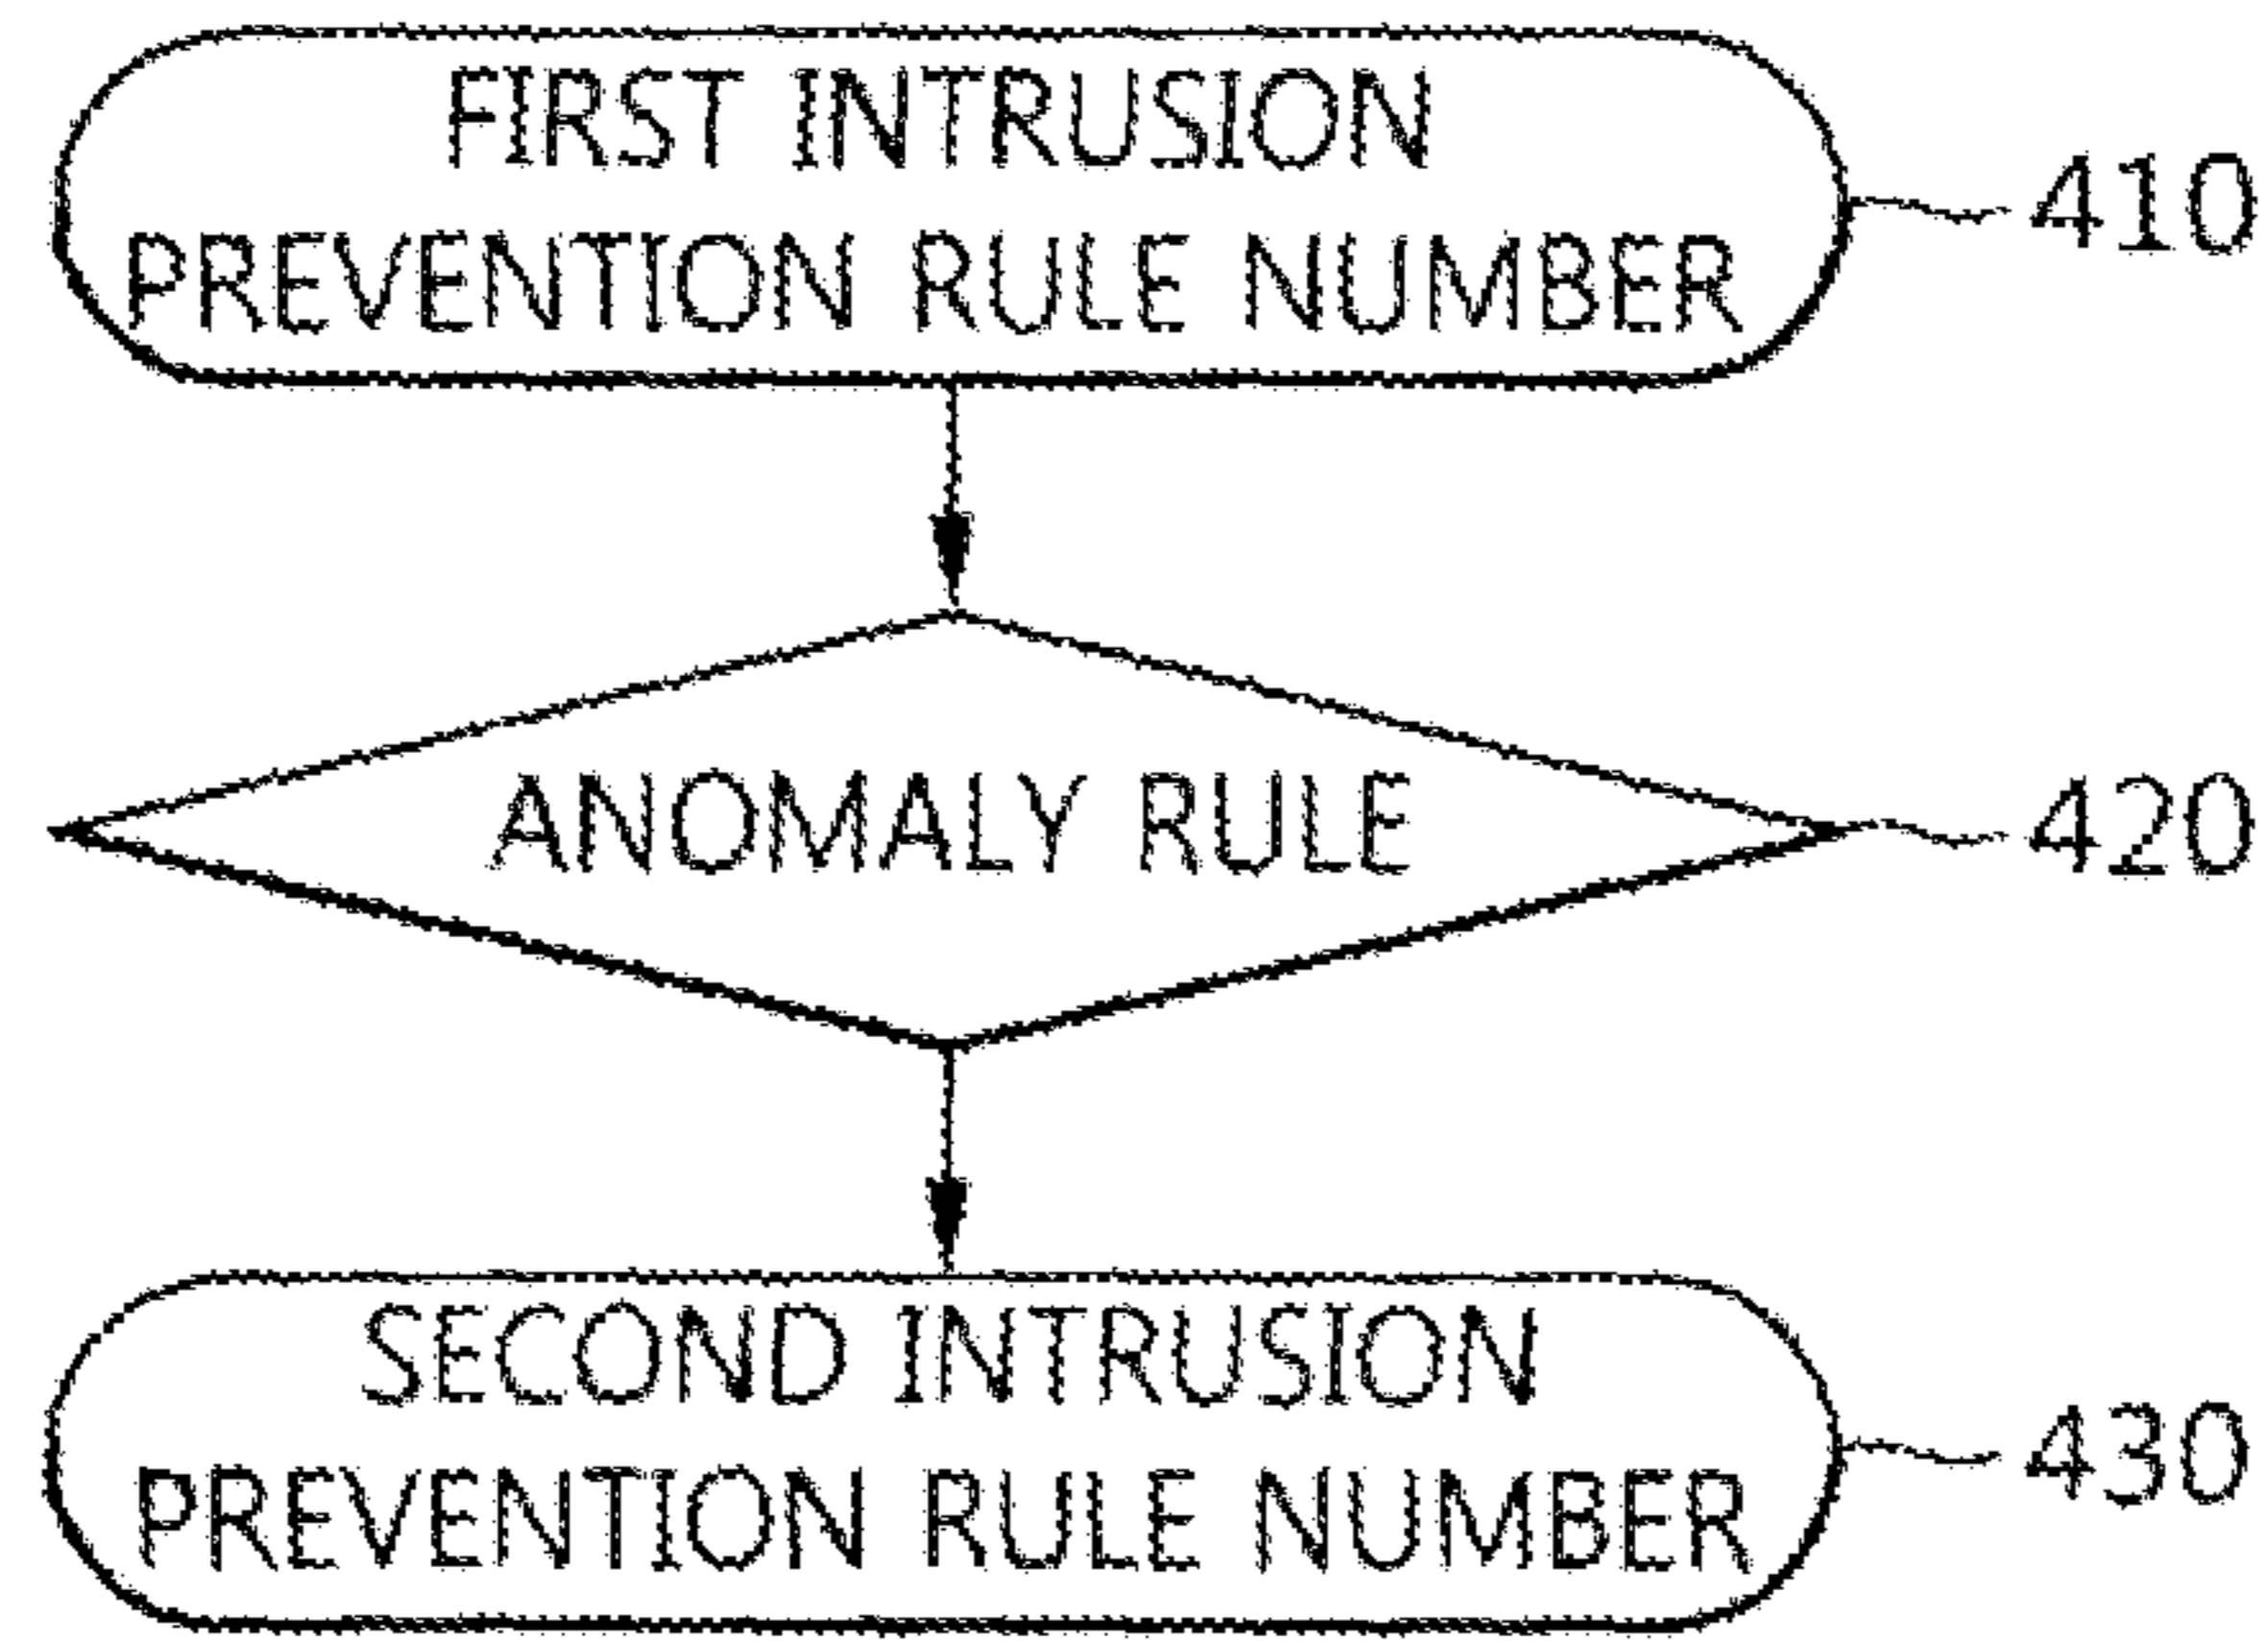 FIRST INTRUSION
PREVENTION RULE NUMBER
410
ANOMALY RULE
420
SECOND INTRUSION
PREVENTION RULE NUMBER
430